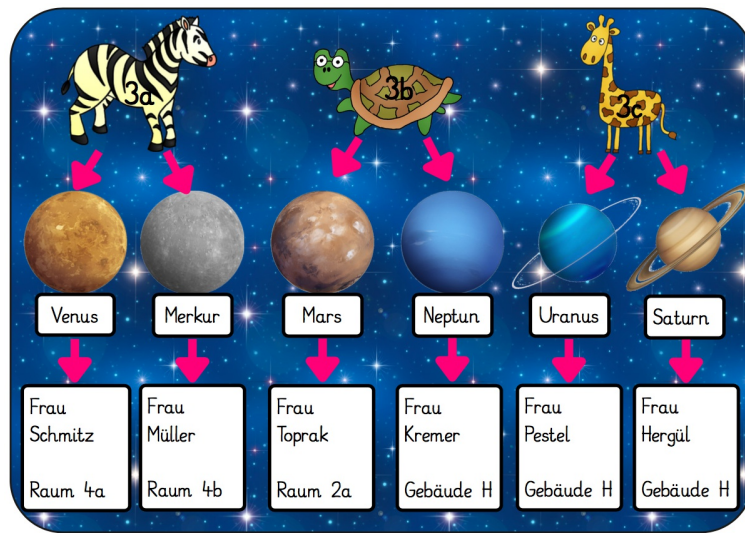 3a
3b
3c
Venus
Merkur
Mars
Neptun
Uranus
Saturn
Frau
Schmitz
Raum 4a
Frau
Müller
Raum 4b
Frau
Toprak
Raum 2a
Frau
Kremer
Gebäude H
Frau
Pestel
Gebäude H
Frau
Hergül
Gebäude H